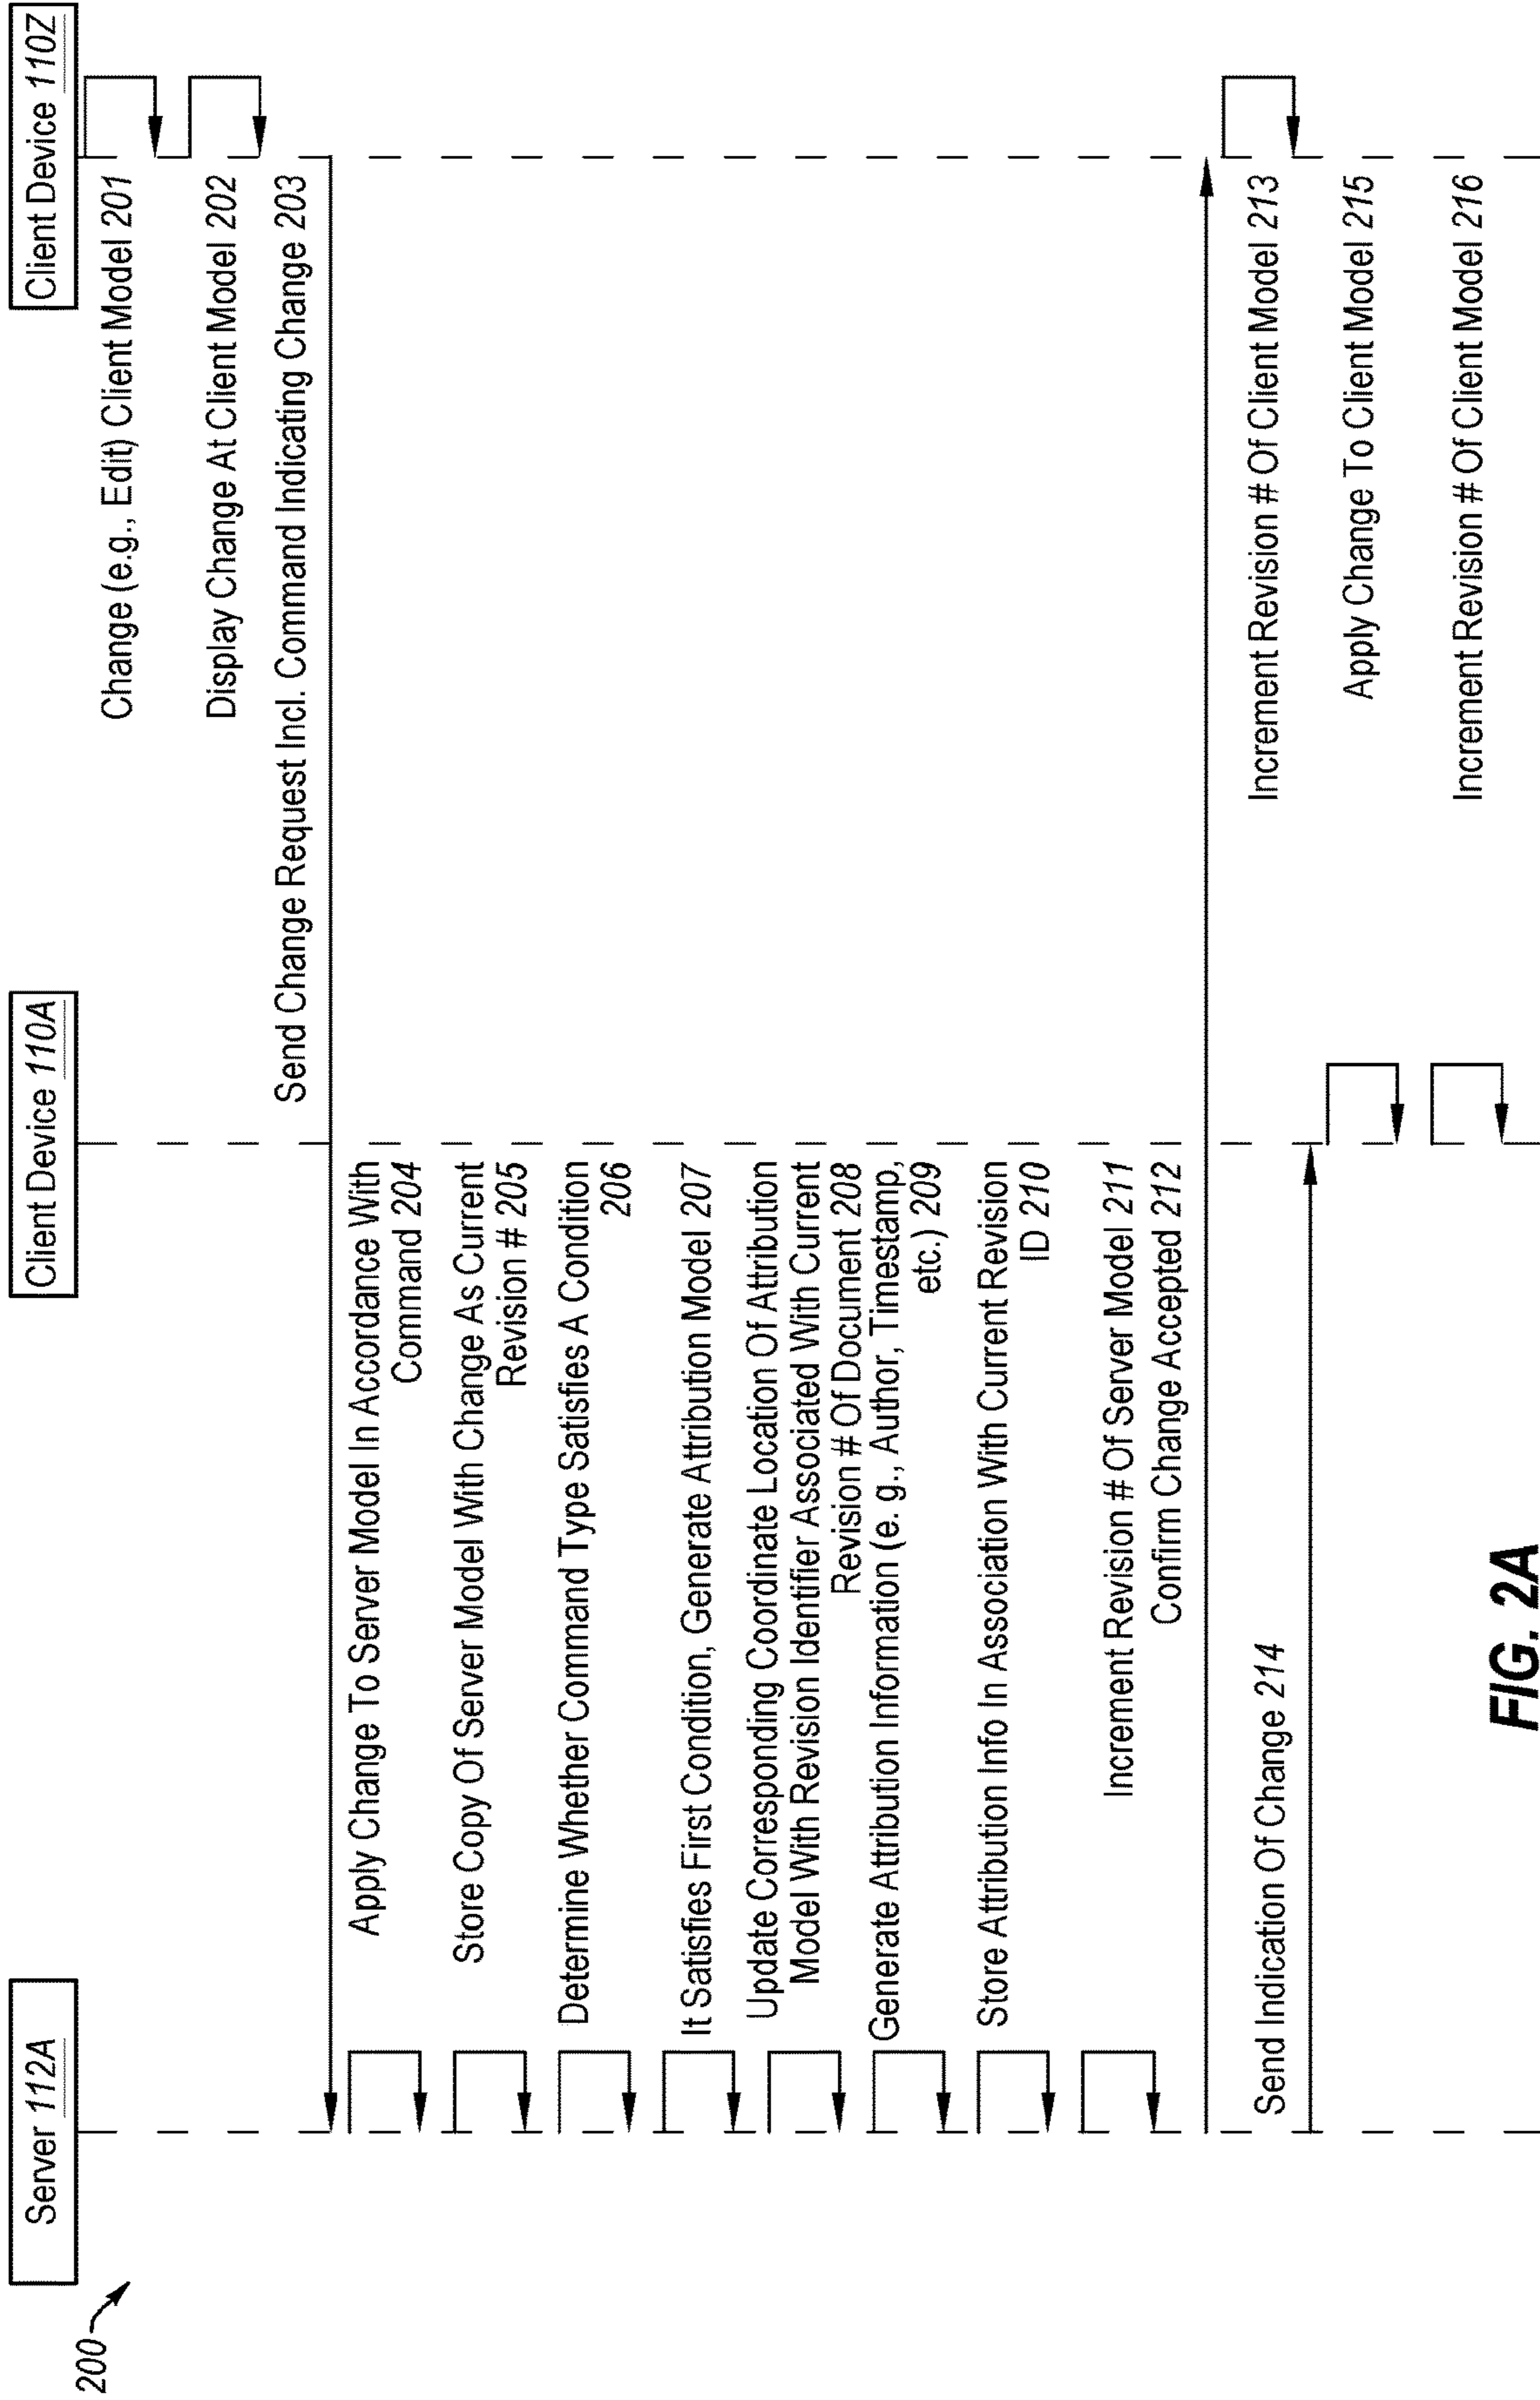 200
Server 112A
Client Device 110A
Client Device 110Z
Change (e.g., Edit) Client Model 201
Display Change At Client Model 202
Send Change Request Incl. Command Indicating Change 203
Apply Change To Server Model In Accordance With
Command 204
Store Copy Of Server Model With Change As Current
Revision # 205
Determine Whether Command Type Satisfies A Condition
206
It Satisfies First Condition, Generate Attribution Model 207
Update Corresponding Coordinate Location Of Attribution
Model With Revision Identifier Associated With Current
Revision # Of Document 208
Generate Attribution Information (e. g., Author, Timestamp,
etc.) 209
Store Attribution Info In Association With Current Revision
ID 210
Increment Revision # Of Server Model 211
Confirm Change Accepted 212
Increment Revision # Of Client Model 213
Send Indication Of Change 214
Apply Change To Client Model 215
Increment Revision # Of Client Model 216
FIG. 2A